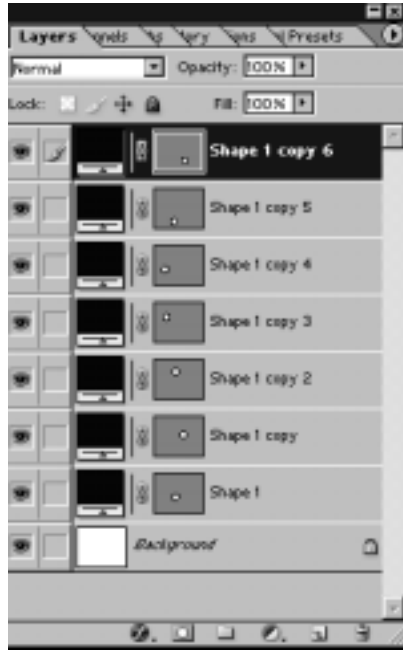 Layers Presets
Normal Opacity: 100%
Lock: Fill: 100%
Shape 1 copy 6
Shape 1 copy 5
Shape 1 copy 4
Shape 1 copy 3
Shape 1 copy 2
Shape 1 copy
Shape 1
Background